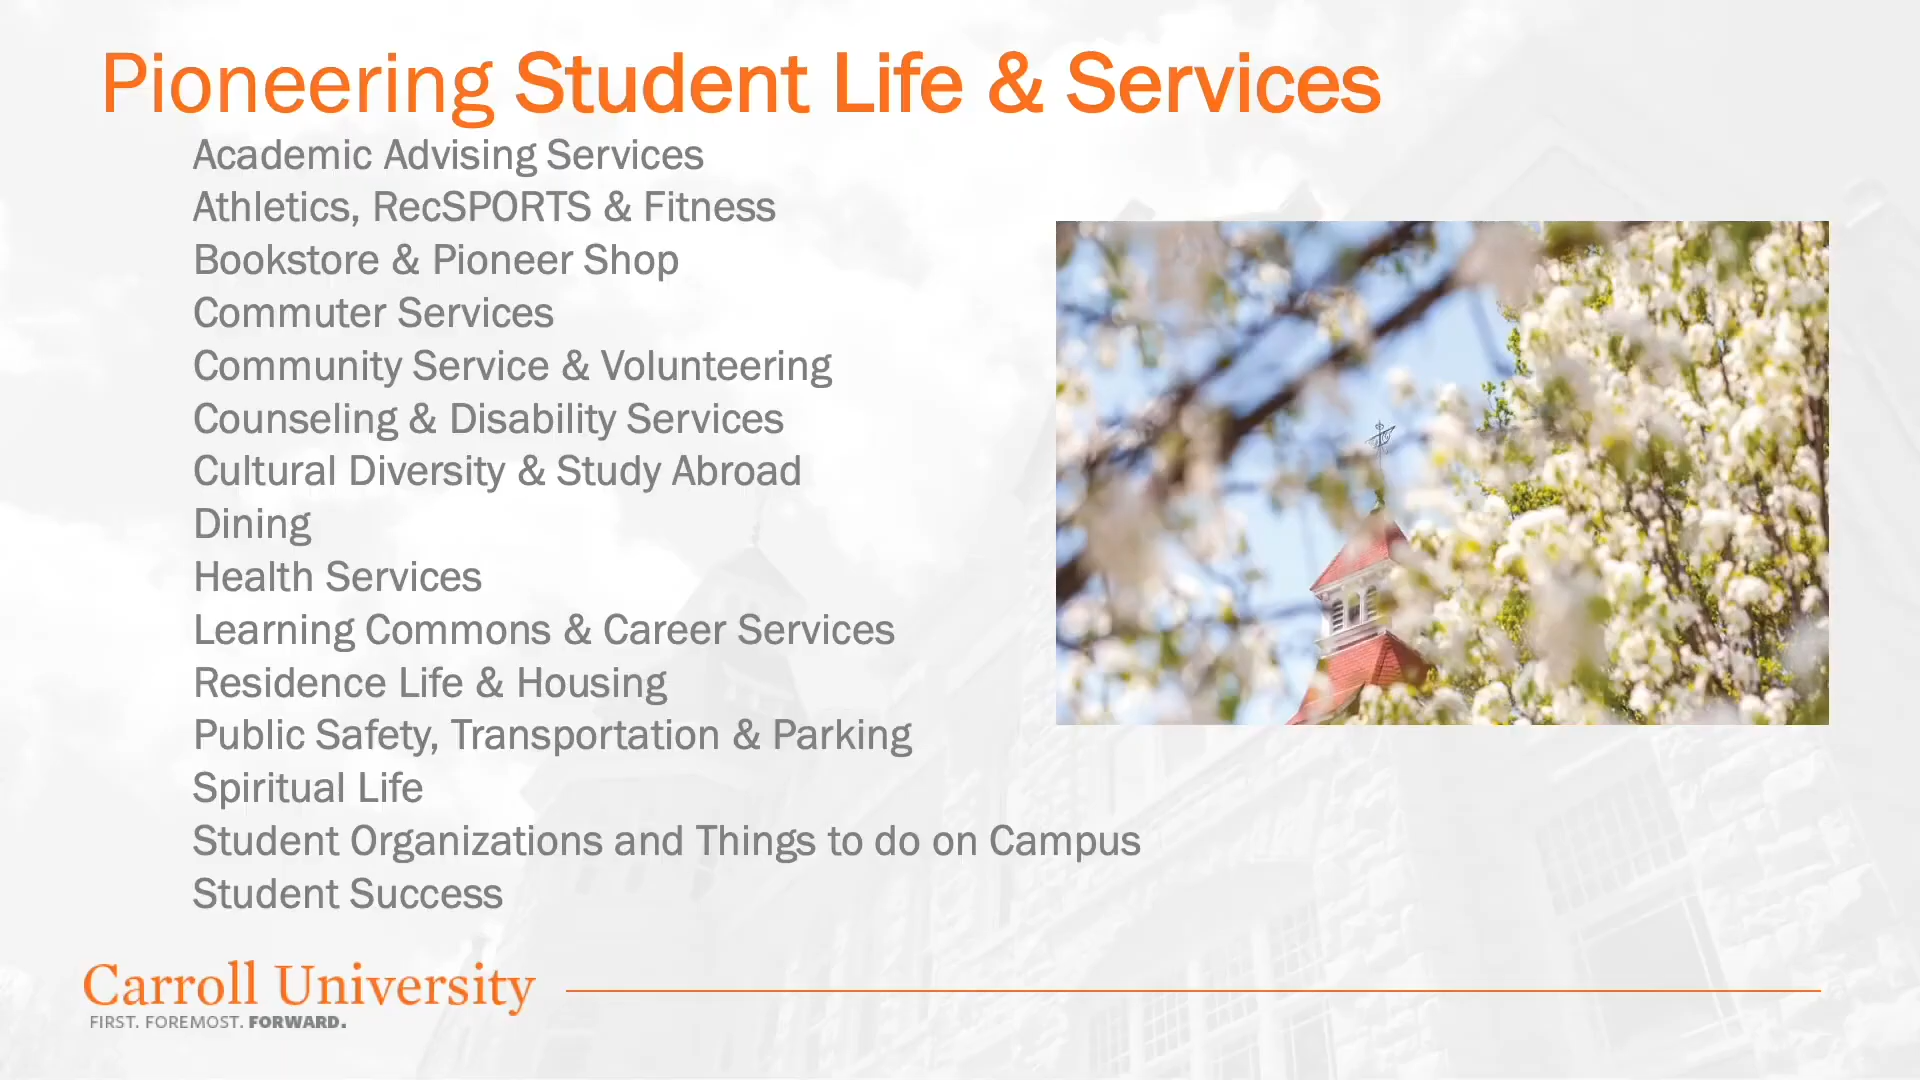 Pioneering Student Life & Services
Academic Advising Services
Athletics, RecSPORTS & Fitness
Bookstore & Pioneer Shop
Commuter Services
Community Service & Volunteering
Counseling & Disability Services
Cultural Diversity & Study Abroad
Dining
Health Services
Learning Commons & Career Services
Residence Life & Housing
Public Safety, Transportation & Parking
Spiritual Life
Student Organizations and Things to do on Campus
Student Success
Carroll University
FIRST. FOREMOST. FORWARD.